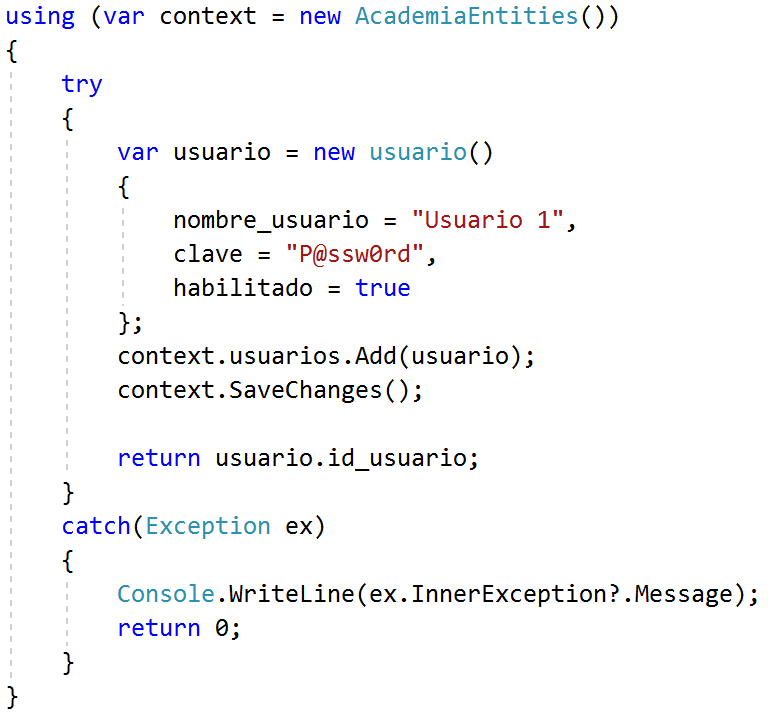 using (var context = new AcademiaEntities())
{
    try
    {
        var usuario = new usuario()
        {
            nombre_usuario = "Usuario 1",
            clave = "P@ssw0rd",
            habilitado = true
        };
        context.usuarios.Add(usuario);
        context.SaveChanges();

        return usuario.id_usuario;
    }
    catch(Exception ex)
    {
        Console.WriteLine(ex.InnerException?.Message);
        return 0;
    }
}